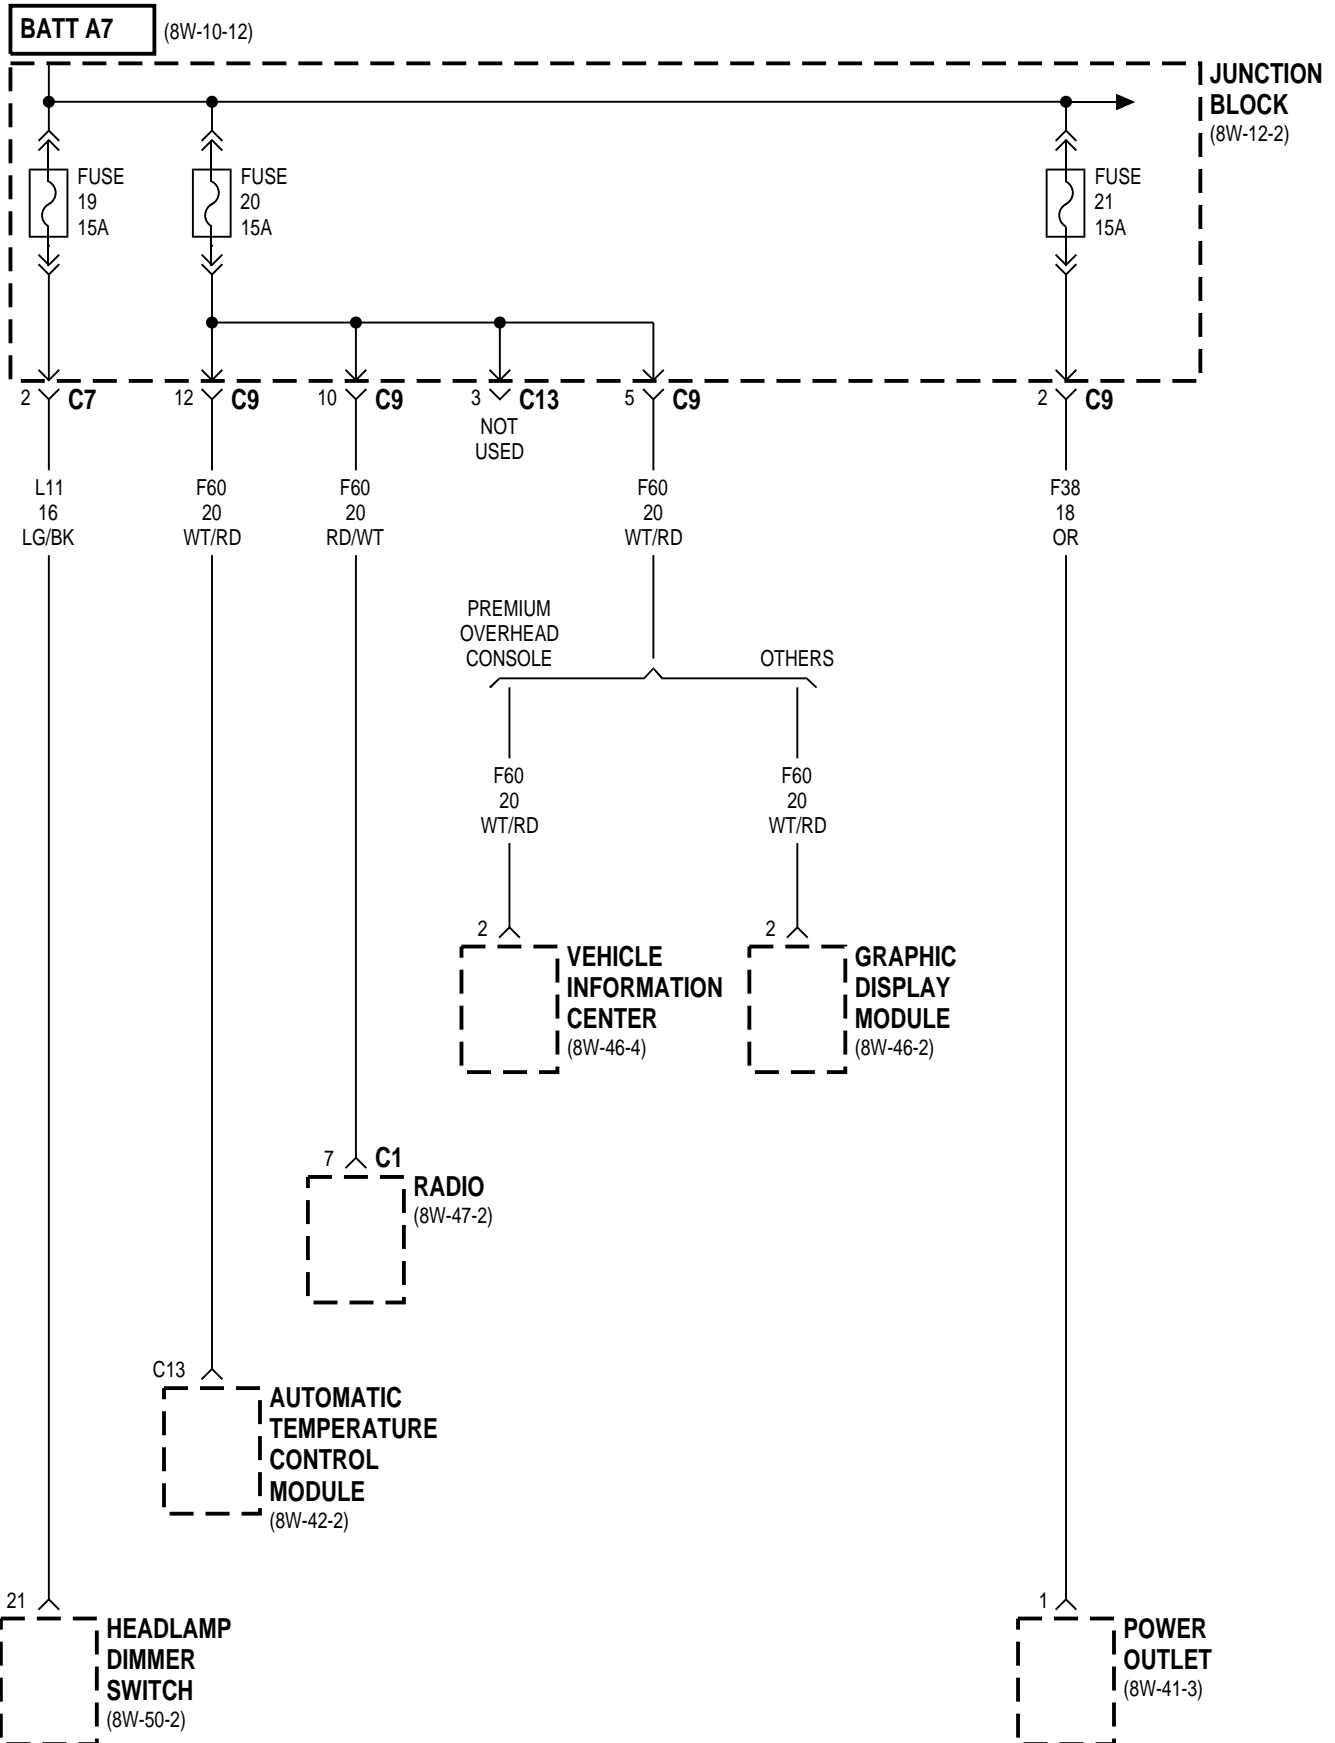 BATT A7
(8W-10-12)
JUNCTION
BLOCK
(8W-12-2)
FUSE
19
15A
FUSE
20
15A
FUSE
21
15A
2 C7
12 C9
10 C9
3 C13
NOT
USED
5 C9
2 C9
L11
16
LG/BK
F60
20
WT/RD
F60
20
RD/WT
F60
20
WT/RD
F38
18
OR
PREMIUM
OVERHEAD
CONSOLE
OTHERS
F60
20
WT/RD
F60
20
WT/RD
2
VEHICLE
INFORMATION
CENTER
(8W-46-4)
2
GRAPHIC
DISPLAY
MODULE
(8W-46-2)
7 C1
RADIO
(8W-47-2)
C13
AUTOMATIC
TEMPERATURE
CONTROL
MODULE
(8W-42-2)
21
HEADLAMP
DIMMER
SWITCH
(8W-50-2)
1
POWER
OUTLET
(8W-41-3)